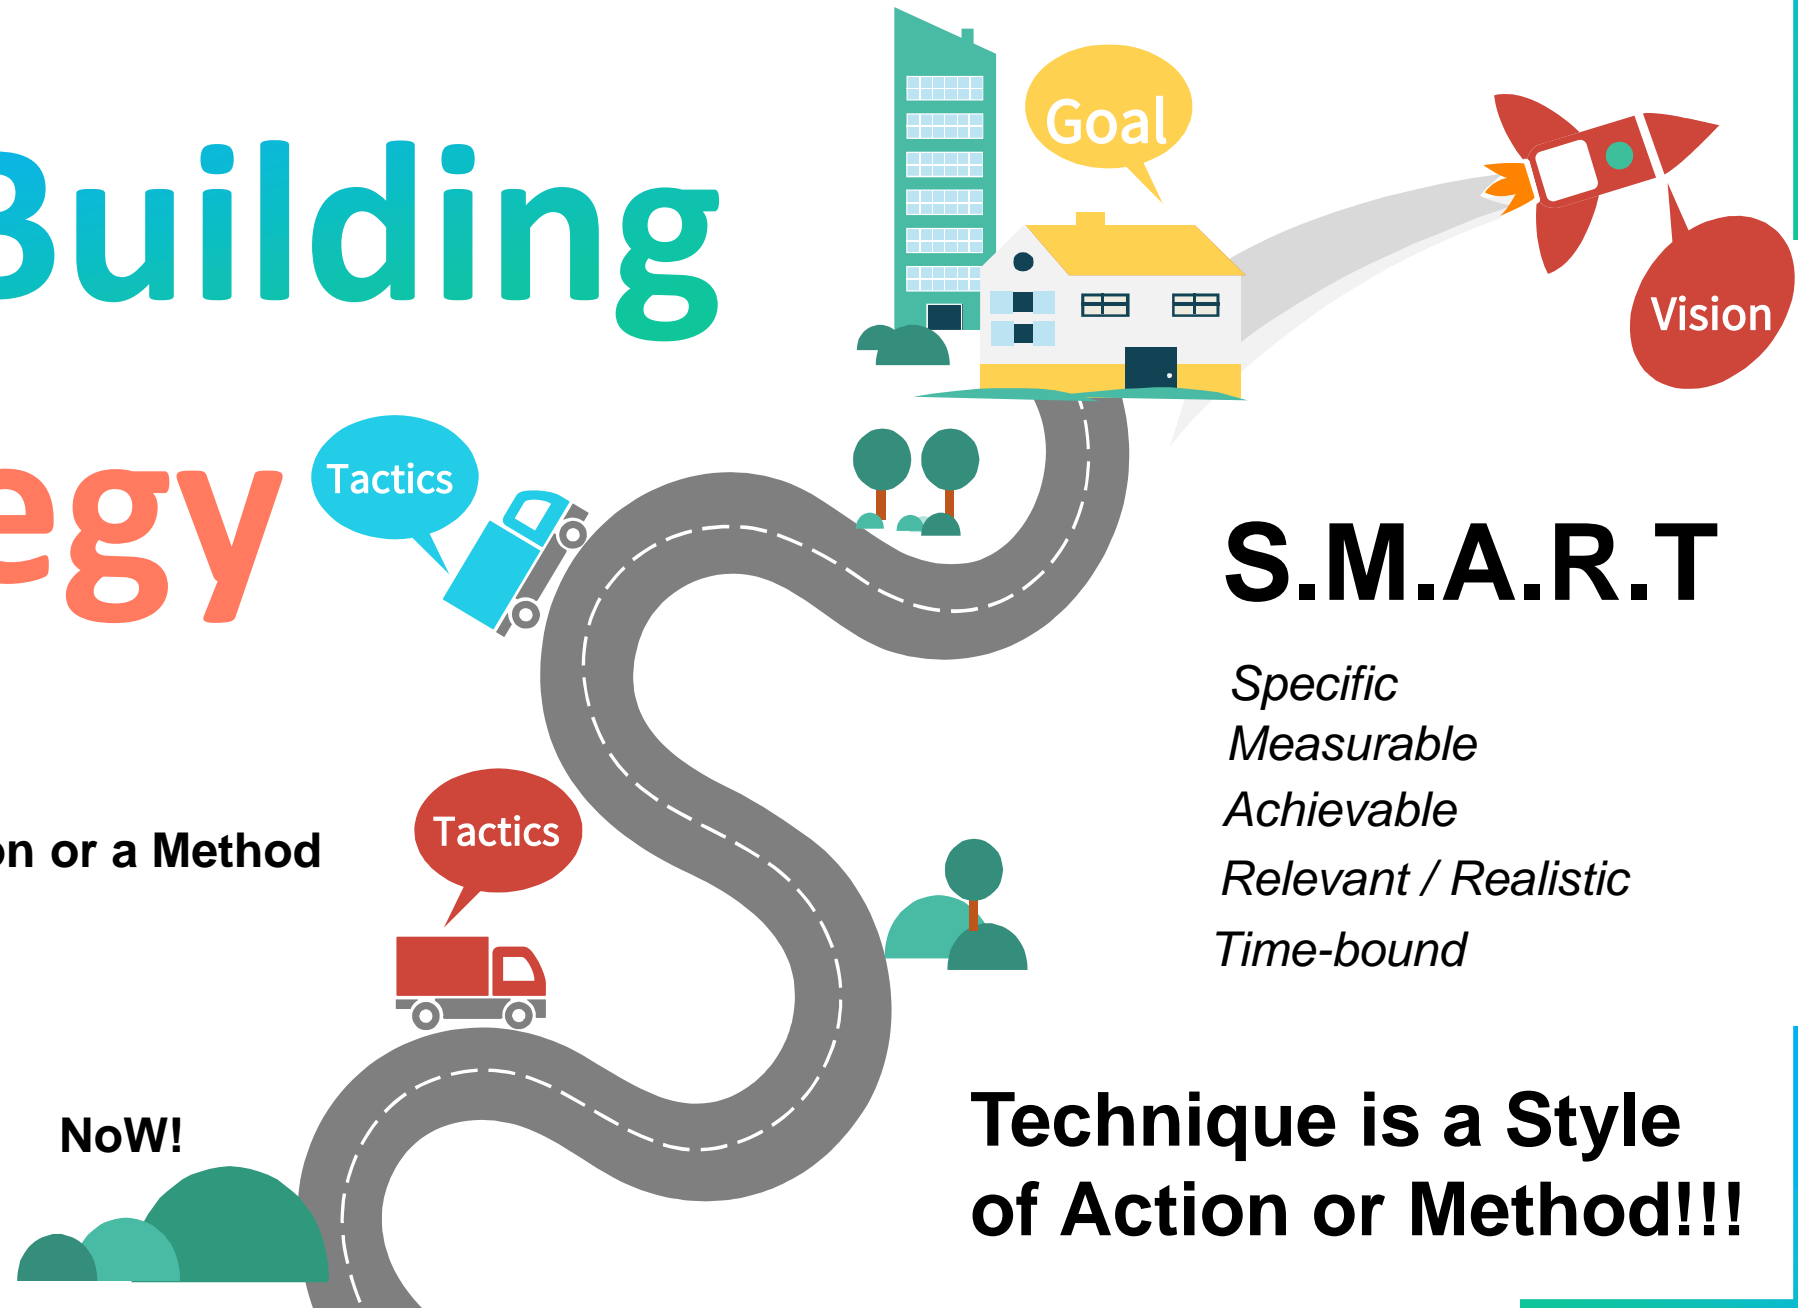 Building
Goal
Vision
egy
Tactics
S.M.A.R.T
Specific
Measurable
Achievable
Relevant / Realistic
Time-bound
on or a Method
Tactics
NoW!
Technique is a Style
of Action or Method!!!